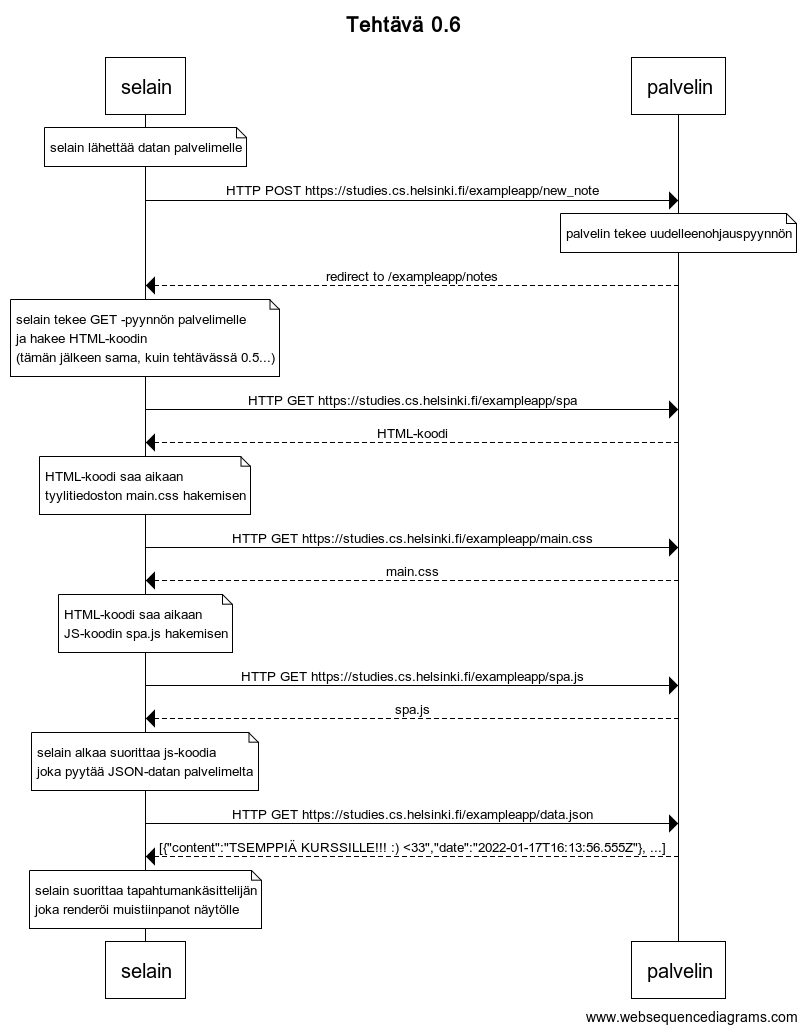 Tehtävä 0.6
selain
palvelin
selain lähettää datan palvelimelle
HTTP POST https://studies.cs.helsinki.fi/exampleapp/new_note
palvelin tekee uudelleenohjauspyynnön
redirect to /exampleapp/notes
selain tekee GET -pyynnön palvelimelle
ja hakee HTML-koodin
(tämän jälkeen sama, kuin tehtävässä 0.5...)
HTTP GET https://studies.cs.helsinki.fi/exampleapp/spa
HTML-koodi
HTML-koodi saa aikaan
tyylitiedoston main.css hakemisen
HTTP GET https://studies.cs.helsinki.fi/exampleapp/main.css
main.css
HTML-koodi saa aikaan
JS-koodin spa.js hakemisen
HTTP GET https://studies.cs.helsinki.fi/exampleapp/spa.js
spa.js
selain alkaa suorittaa js-koodia
joka pyytää JSON-datan palvelimelta
HTTP GET https://studies.cs.helsinki.fi/exampleapp/data.json
[{"content":"TSEMPPIÄ KURSSILLE!!! :) <33","date":"2022-01-17T16:13:56.555Z"}, ...]
selain suorittaa tapahtumankäsittelijän
joka renderöi muistiinpanot näytölle
selain
palvelin
www.websequencediagrams.com